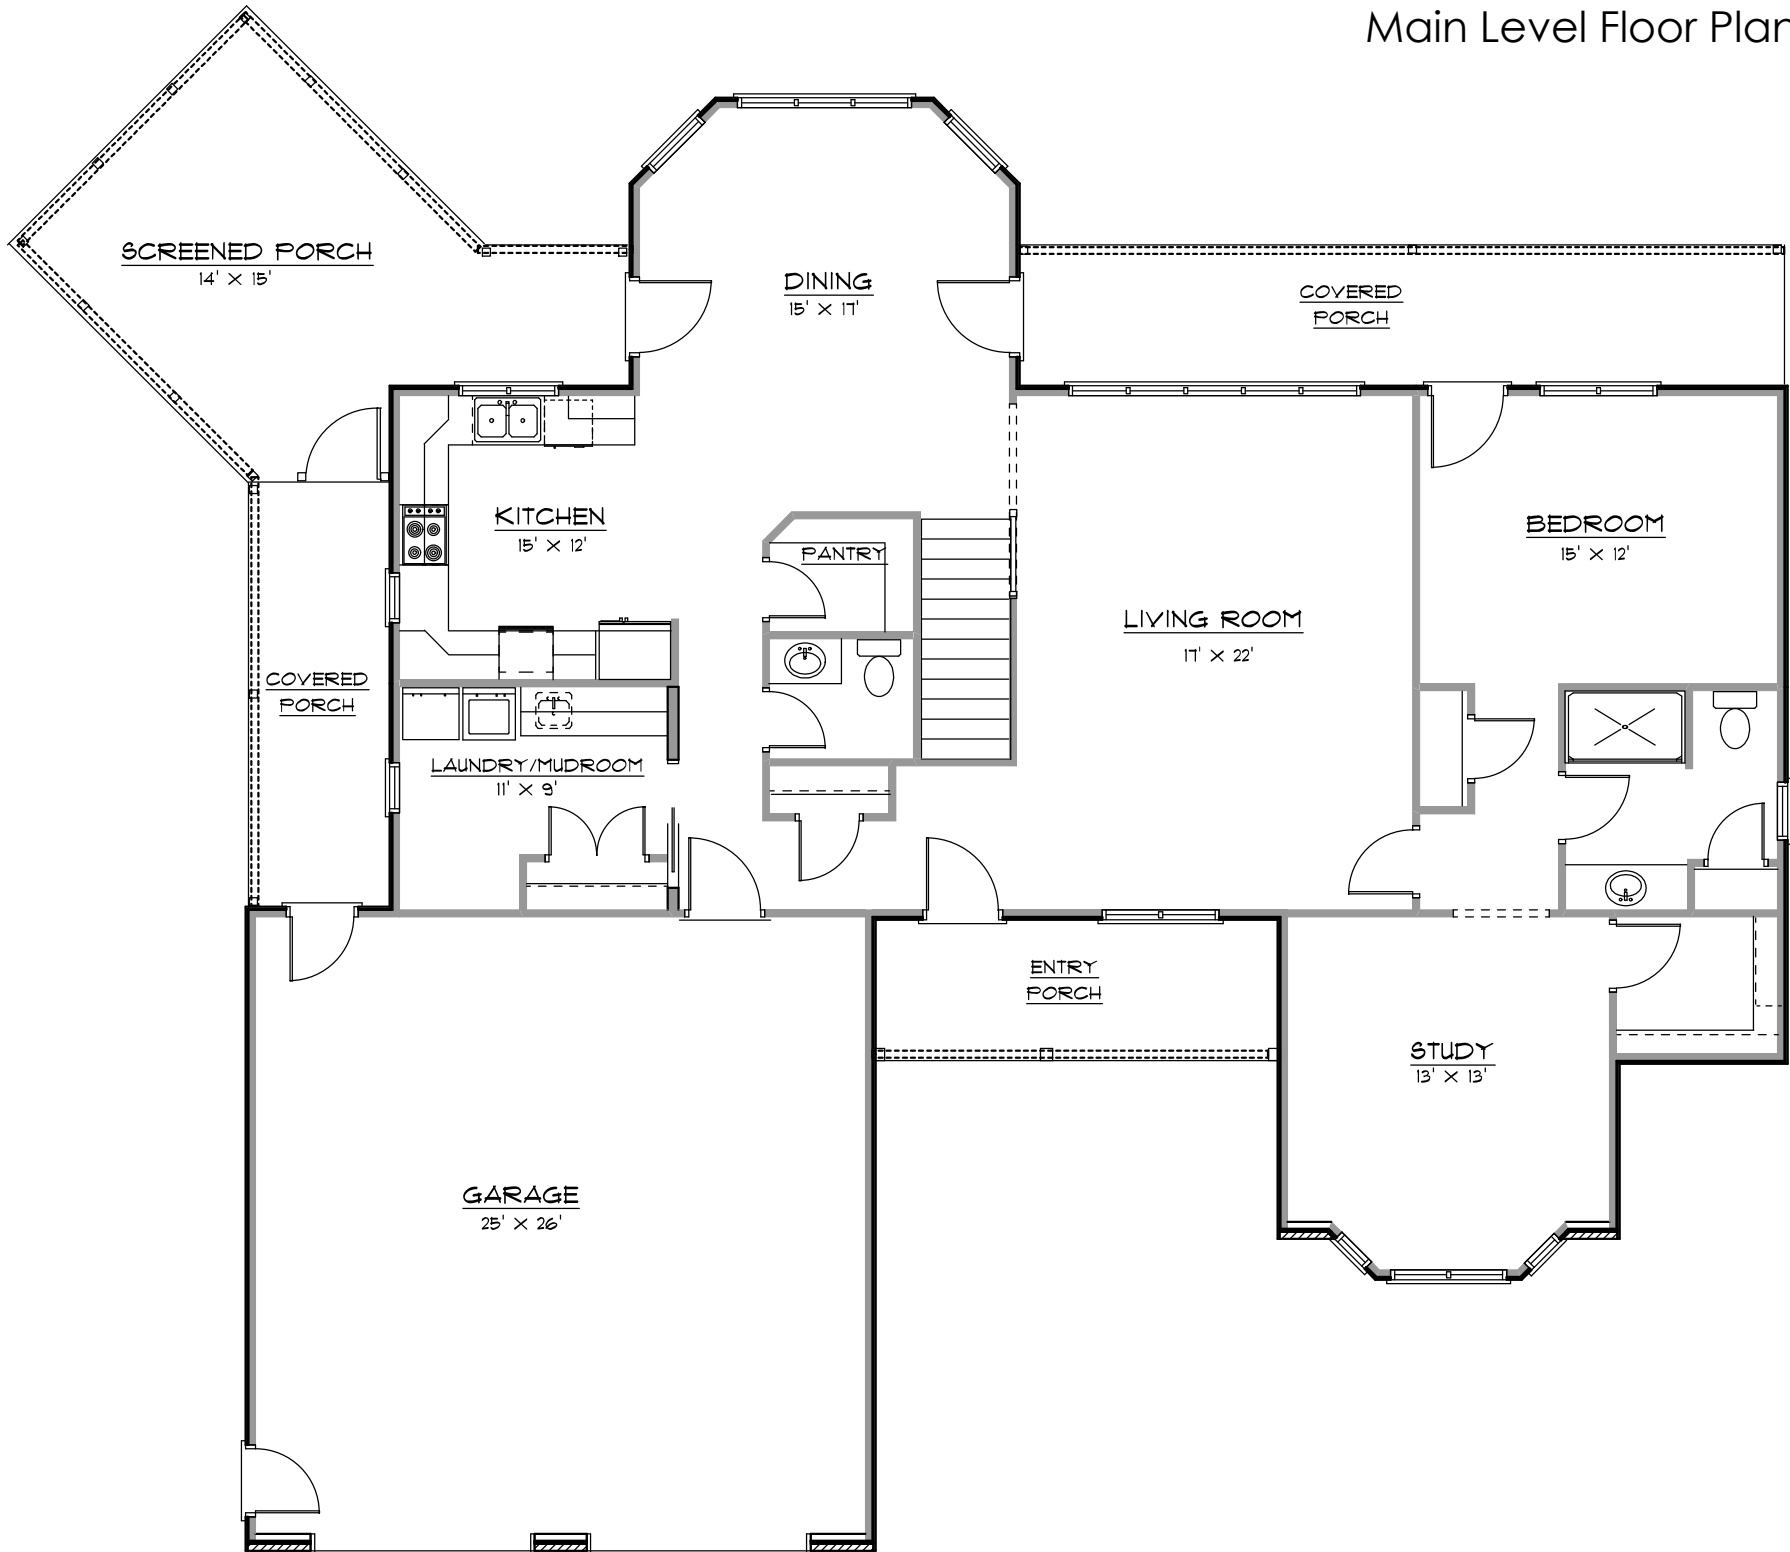 Main Level Floor Plan
SCREENED PORCH
14' X 15'
DINING
15' X 17'
COVERED
PORCH
KITCHEN
15' X 12'
PANTRY
BEDROOM
15' X 12'
LIVING ROOM
17' X 22'
COVERED
PORCH
LAUNDRY/MUDROOM
11' X 9'
ENTRY
PORCH
STUDY
13' X 13'
GARAGE
25' X 26'